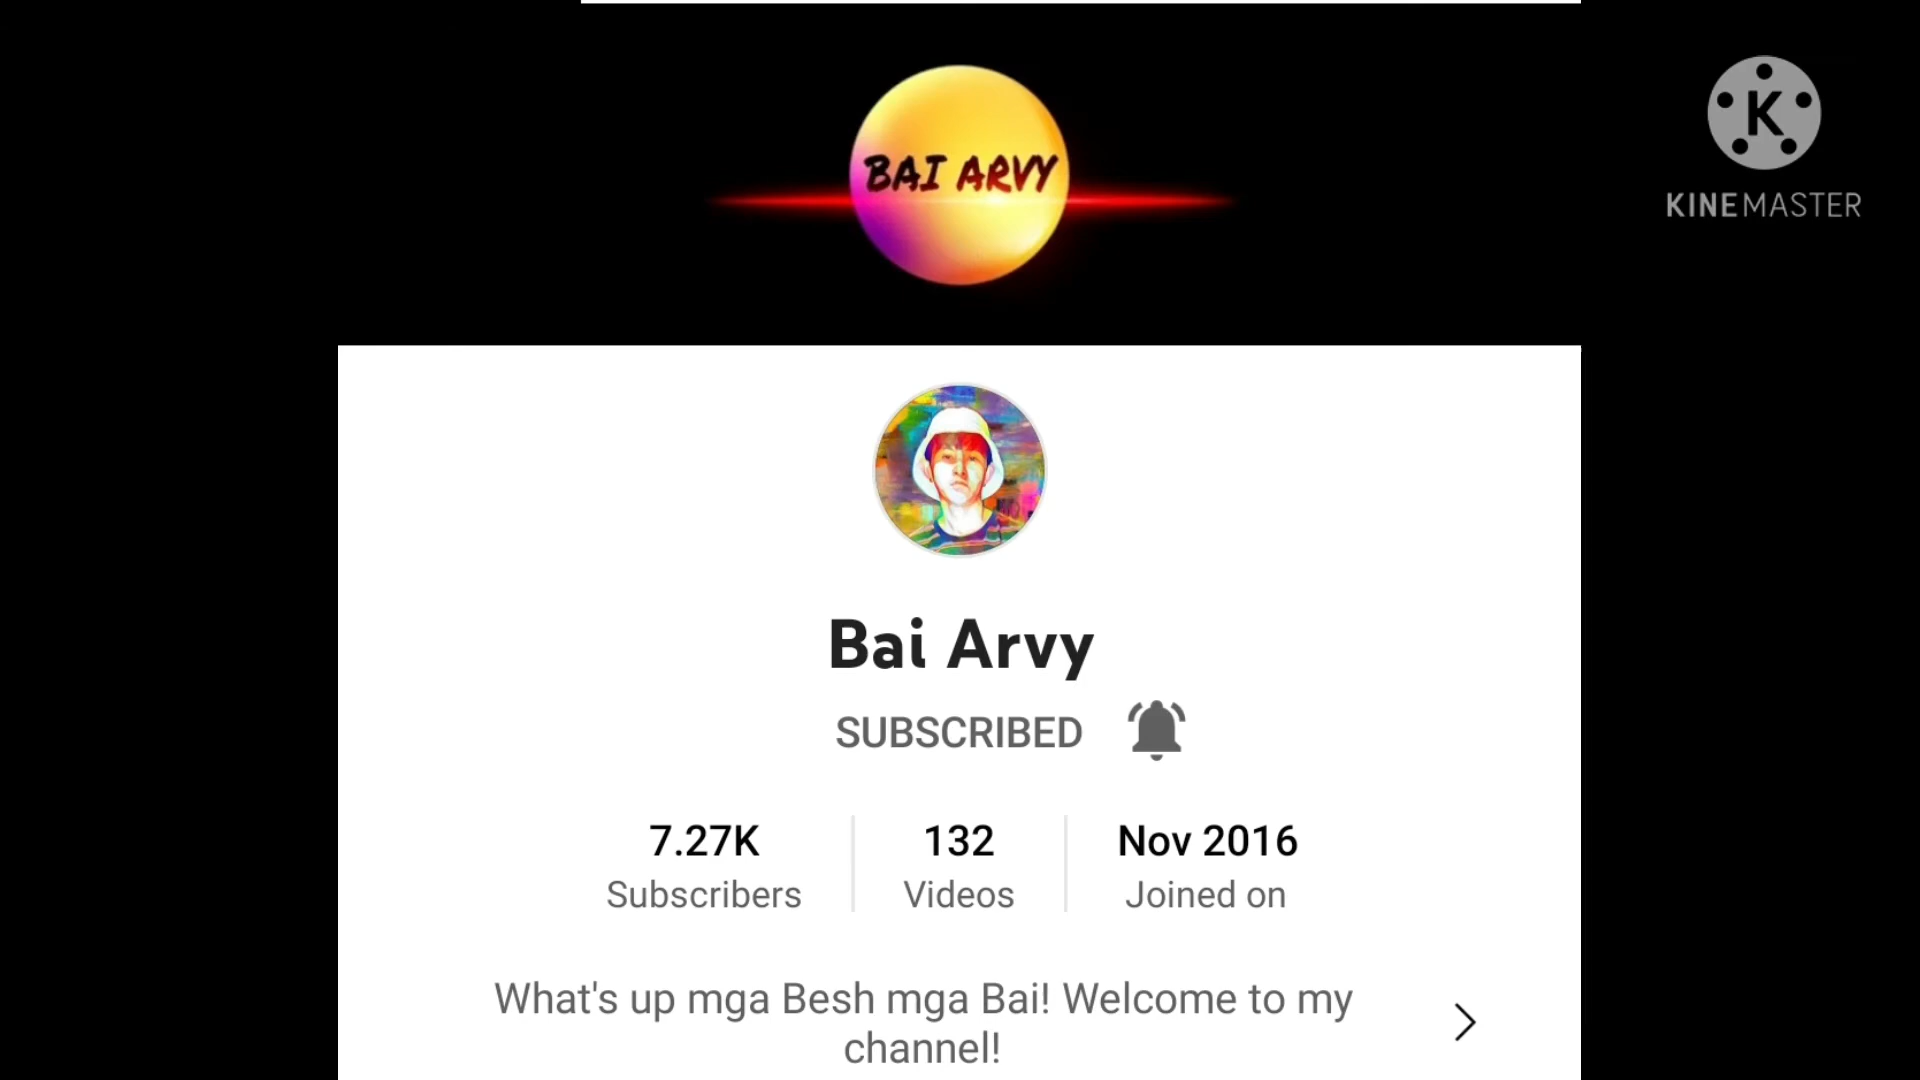 BAI ARVY
K
KINEMASTER
Bai Arvy
SUBSCRIBED
7.27K
Subscribers
132
Videos
Nov 2016
Joined on
What's up mga Besh mga Bai! Welcome to my
channel!